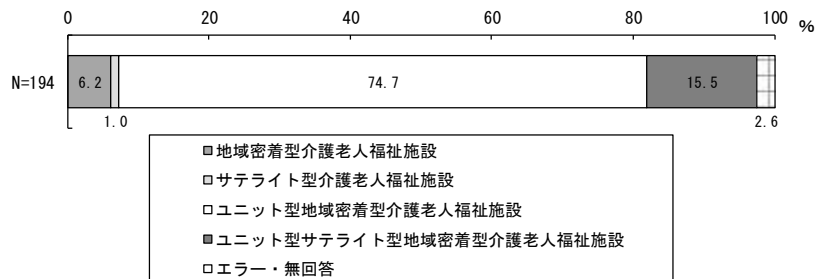 0 20 40 60 80 100 %
N=194 6.2 74.7 15.5
1.0 2.6
地域密着型介護老人福祉施設
サテライト型介護老人福祉施設
ユニット型地域密着型介護老人福祉施設
ユニット型サテライト型地域密着型介護老人福祉施設
エラー・無回答